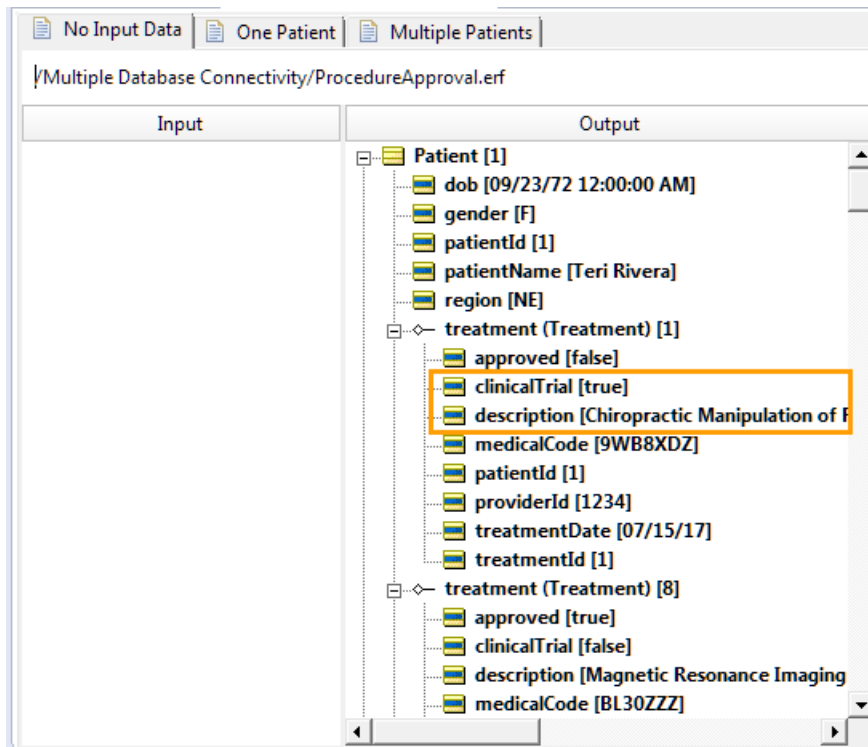 No Input Data One Patient Multiple Patients
/Multiple Database Connectivity/ProcedureApproval.erf
Input Output
Patient [1]
dob [09/23/72 12:00:00 AM]
gender [F]
patientId [1]
patientName [Teri Rivera]
region [NE]
treatment (Treatment) [1]
approved [false]
clinicalTrial [true]
description [Chiropractic Manipulation of
medicalCode [9WB8XDZ]
patientId [1]
providerId [1234]
treatmentDate [07/15/17]
treatmentId [1]
treatment (Treatment) [8]
approved [true]
clinicalTrial [false]
description [Magnetic Resonance Imaging
medicalCode [BL30ZZZ]